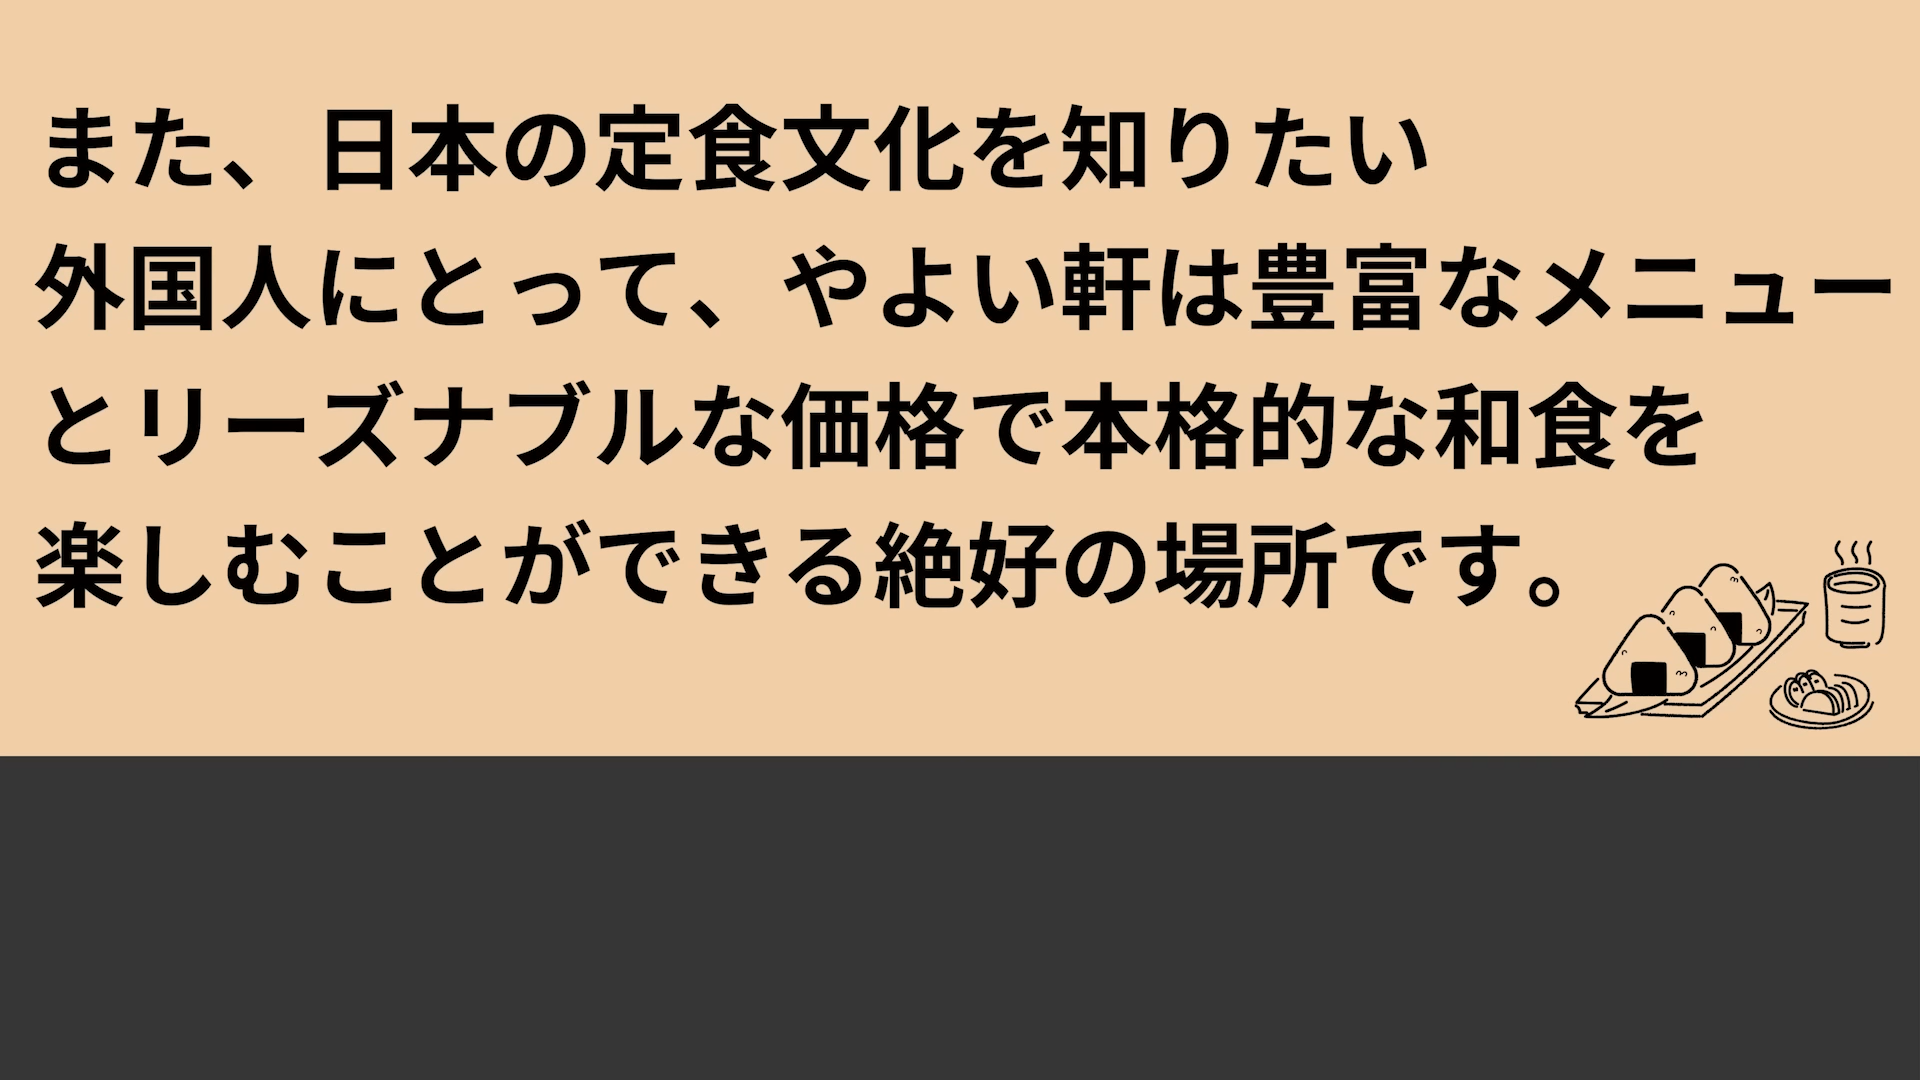 また、日本の定食文化を知りたい
外国人にとって、やよい軒は豊富なメニュー
とリーズナブルな価格で本格的な和食を
楽しむことができる絶好の場所です。